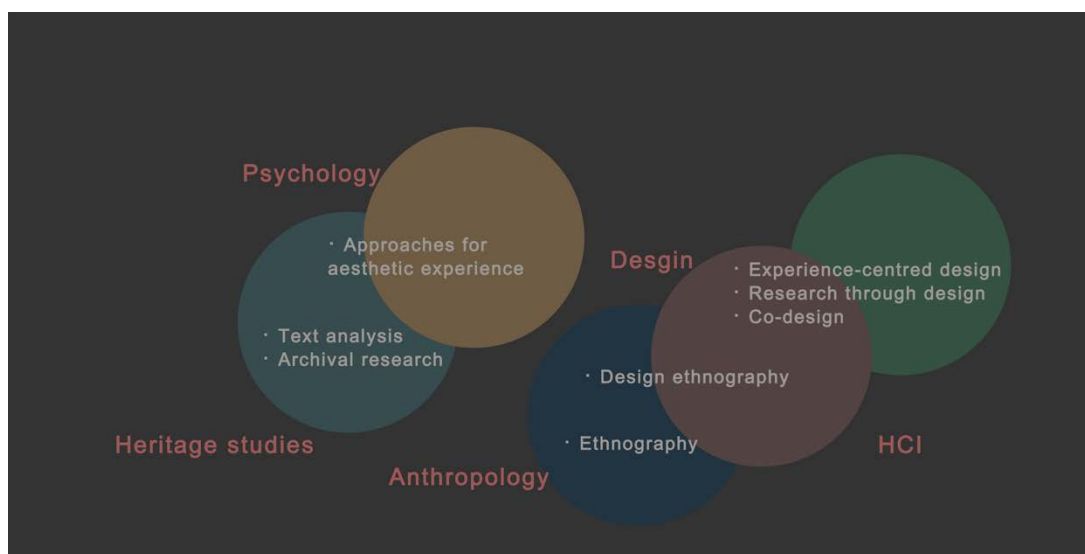 Psychology
· Approaches for
aesthetic experience
Desgin
· Experience-centred design
· Research through design
· Co-design
· Text analysis
· Archival research
· Design ethnography
· Ethnography
Heritage studies
HCI
Anthropology